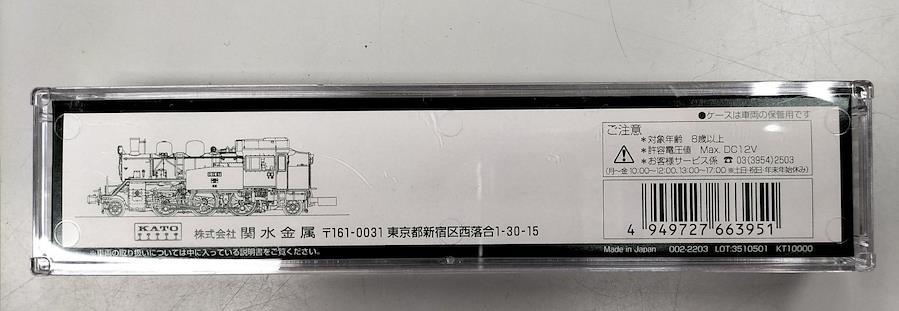 ●ケースは車両の保管用です
ご注意
＊対象年齢 8歳以上
＊許容電圧値 Max. DC12V
＊お客様サービス係 ☎ 03(3954)2503
(月〜金10:00〜12:00.13:00〜17:00 ※土日・祝日・年末年始休み)
KATO
株式会社 関水金属 〒161-0031 東京都新宿区西落合1-30-15
4 949727 663951
※車両の取り扱いについては中に入っている説明書をご覧ください。
Made in Japan 002-2203 LOT:3510501 KT10000